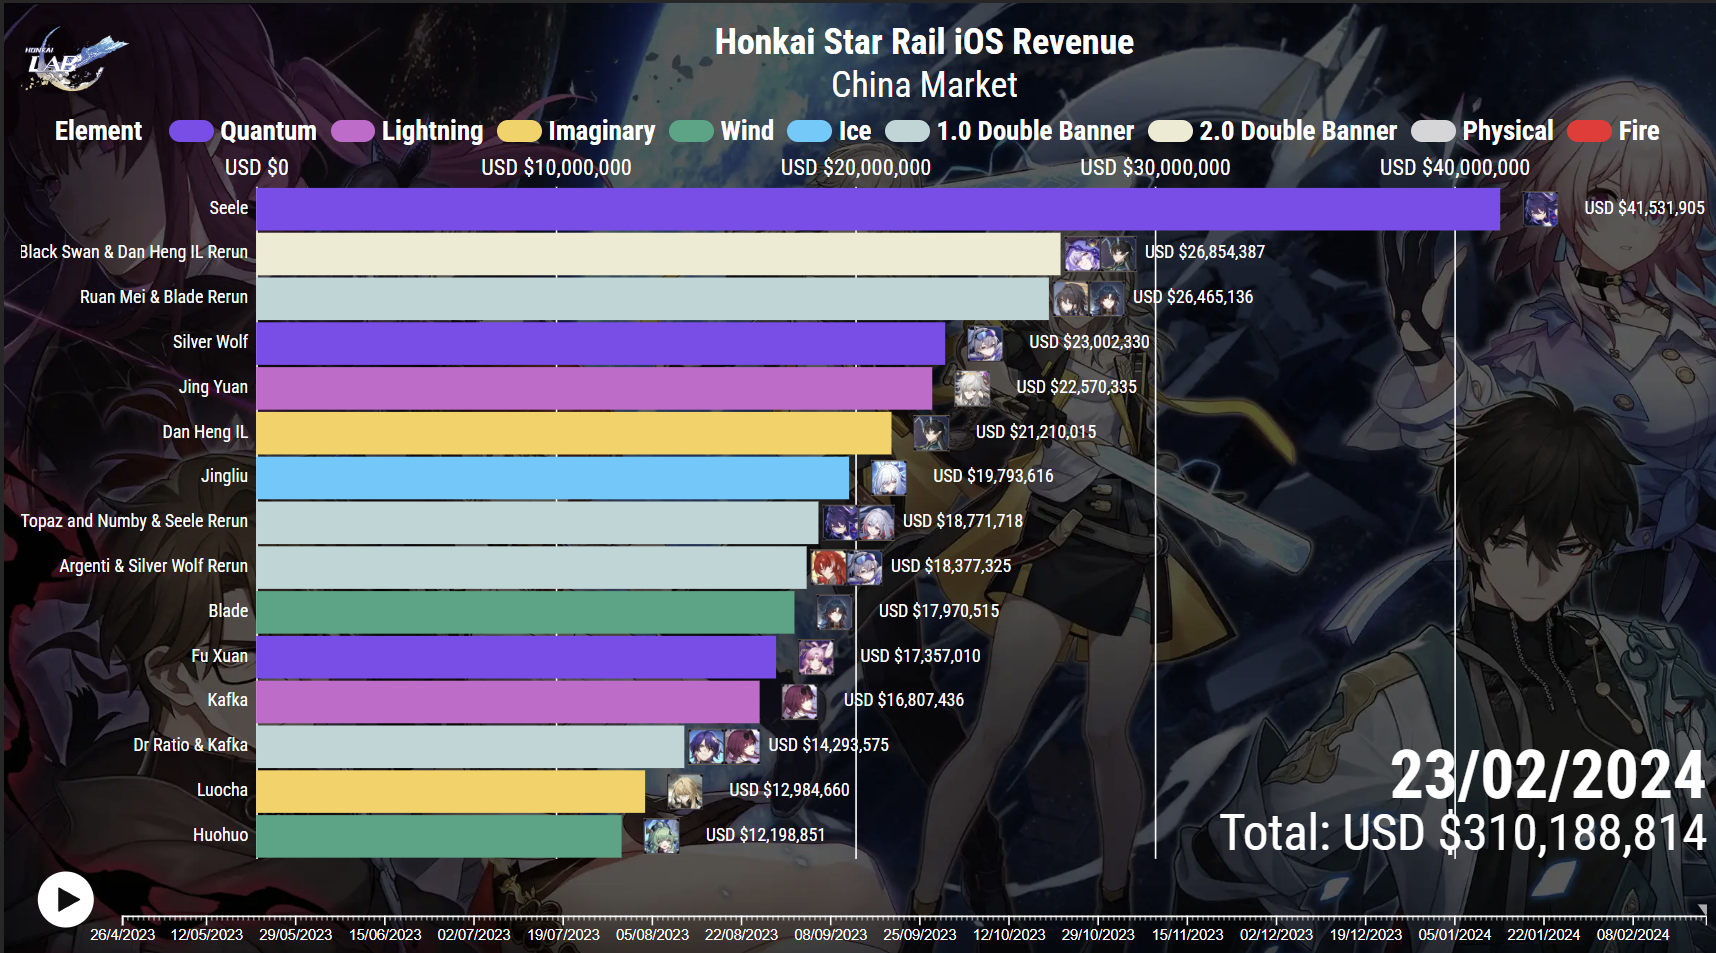 HONKAI
LAB
Honkai Star Rail iOS Revenue
China Market
Element Quantum Lightning Imaginary Wind Ice 1.0 Double Banner 2.0 Double Banner Physical Fire
USD $0 USD $10,000,000 USD $20,000,000 USD $30,000,000 USD $40,000,000
Seele USD $41,531,905
Black Swan & Dan Heng IL Rerun USD $26,854,387
Ruan Mei & Blade Rerun USD $26,465,136
Silver Wolf USD $23,002,330
Jing Yuan USD $22,570,335
Dan Heng IL USD $21,210,015
Jingliu USD $19,793,616
Topaz and Numby & Seele Rerun USD $18,771,718
Argenti & Silver Wolf Rerun USD $18,377,325
Blade USD $17,970,515
Fu Xuan USD $17,357,010
Kafka USD $16,807,436
Dr Ratio & Kafka USD $14,293,575
Luocha USD $12,984,660
Huohuo USD $12,198,851
23/02/2024
Total: USD $310,188,814
26/4/2023 12/05/2023 29/05/2023 15/06/2023 02/07/2023 19/07/2023 05/08/2023 22/08/2023 08/09/2023 25/09/2023 12/10/2023 29/10/2023 15/11/2023 02/12/2023 19/12/2023 05/01/2024 22/01/2024 08/02/2024